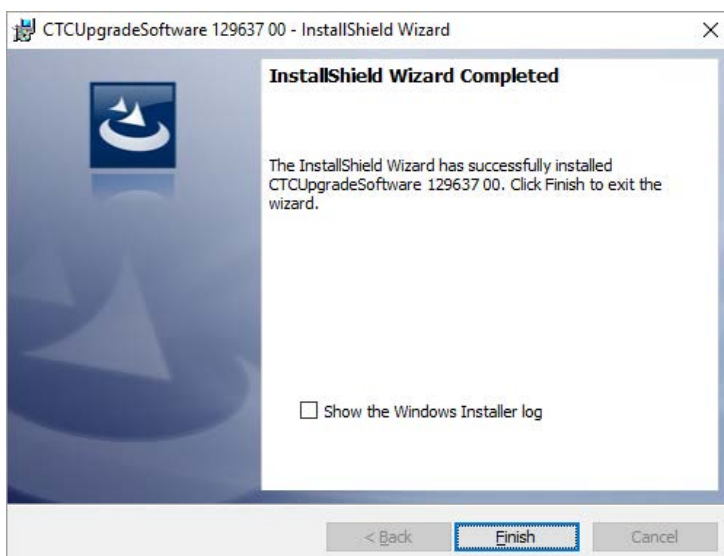 CTCUpgradeSoftware 129637 00 - InstallShield Wizard
InstallShield Wizard Completed
The InstallShield Wizard has successfully installed
CTCUpgradeSoftware 129637 00. Click Finish to exit the
wizard.
Show the Windows Installer log
< Back
Finish
Cancel